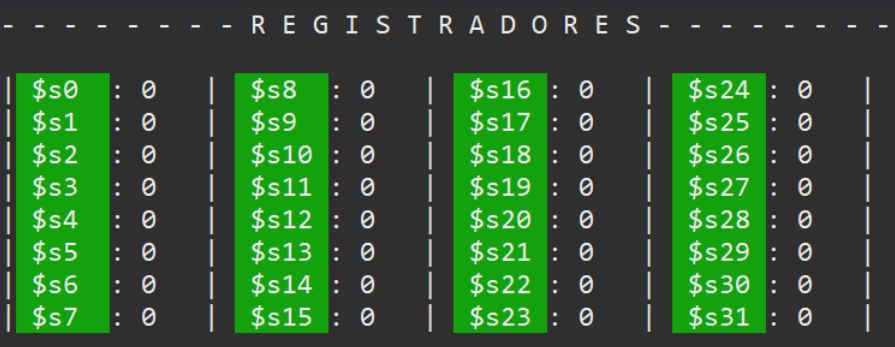 - - - - - - - - R E G I S T R A D O R E S - - - - - - - -
| $s0 : 0 | $s8 : 0 | $s16 : 0 | $s24 : 0 |
| $s1 : 0 | $s9 : 0 | $s17 : 0 | $s25 : 0 |
| $s2 : 0 | $s10 : 0 | $s18 : 0 | $s26 : 0 |
| $s3 : 0 | $s11 : 0 | $s19 : 0 | $s27 : 0 |
| $s4 : 0 | $s12 : 0 | $s20 : 0 | $s28 : 0 |
| $s5 : 0 | $s13 : 0 | $s21 : 0 | $s29 : 0 |
| $s6 : 0 | $s14 : 0 | $s22 : 0 | $s30 : 0 |
| $s7 : 0 | $s15 : 0 | $s23 : 0 | $s31 : 0 |